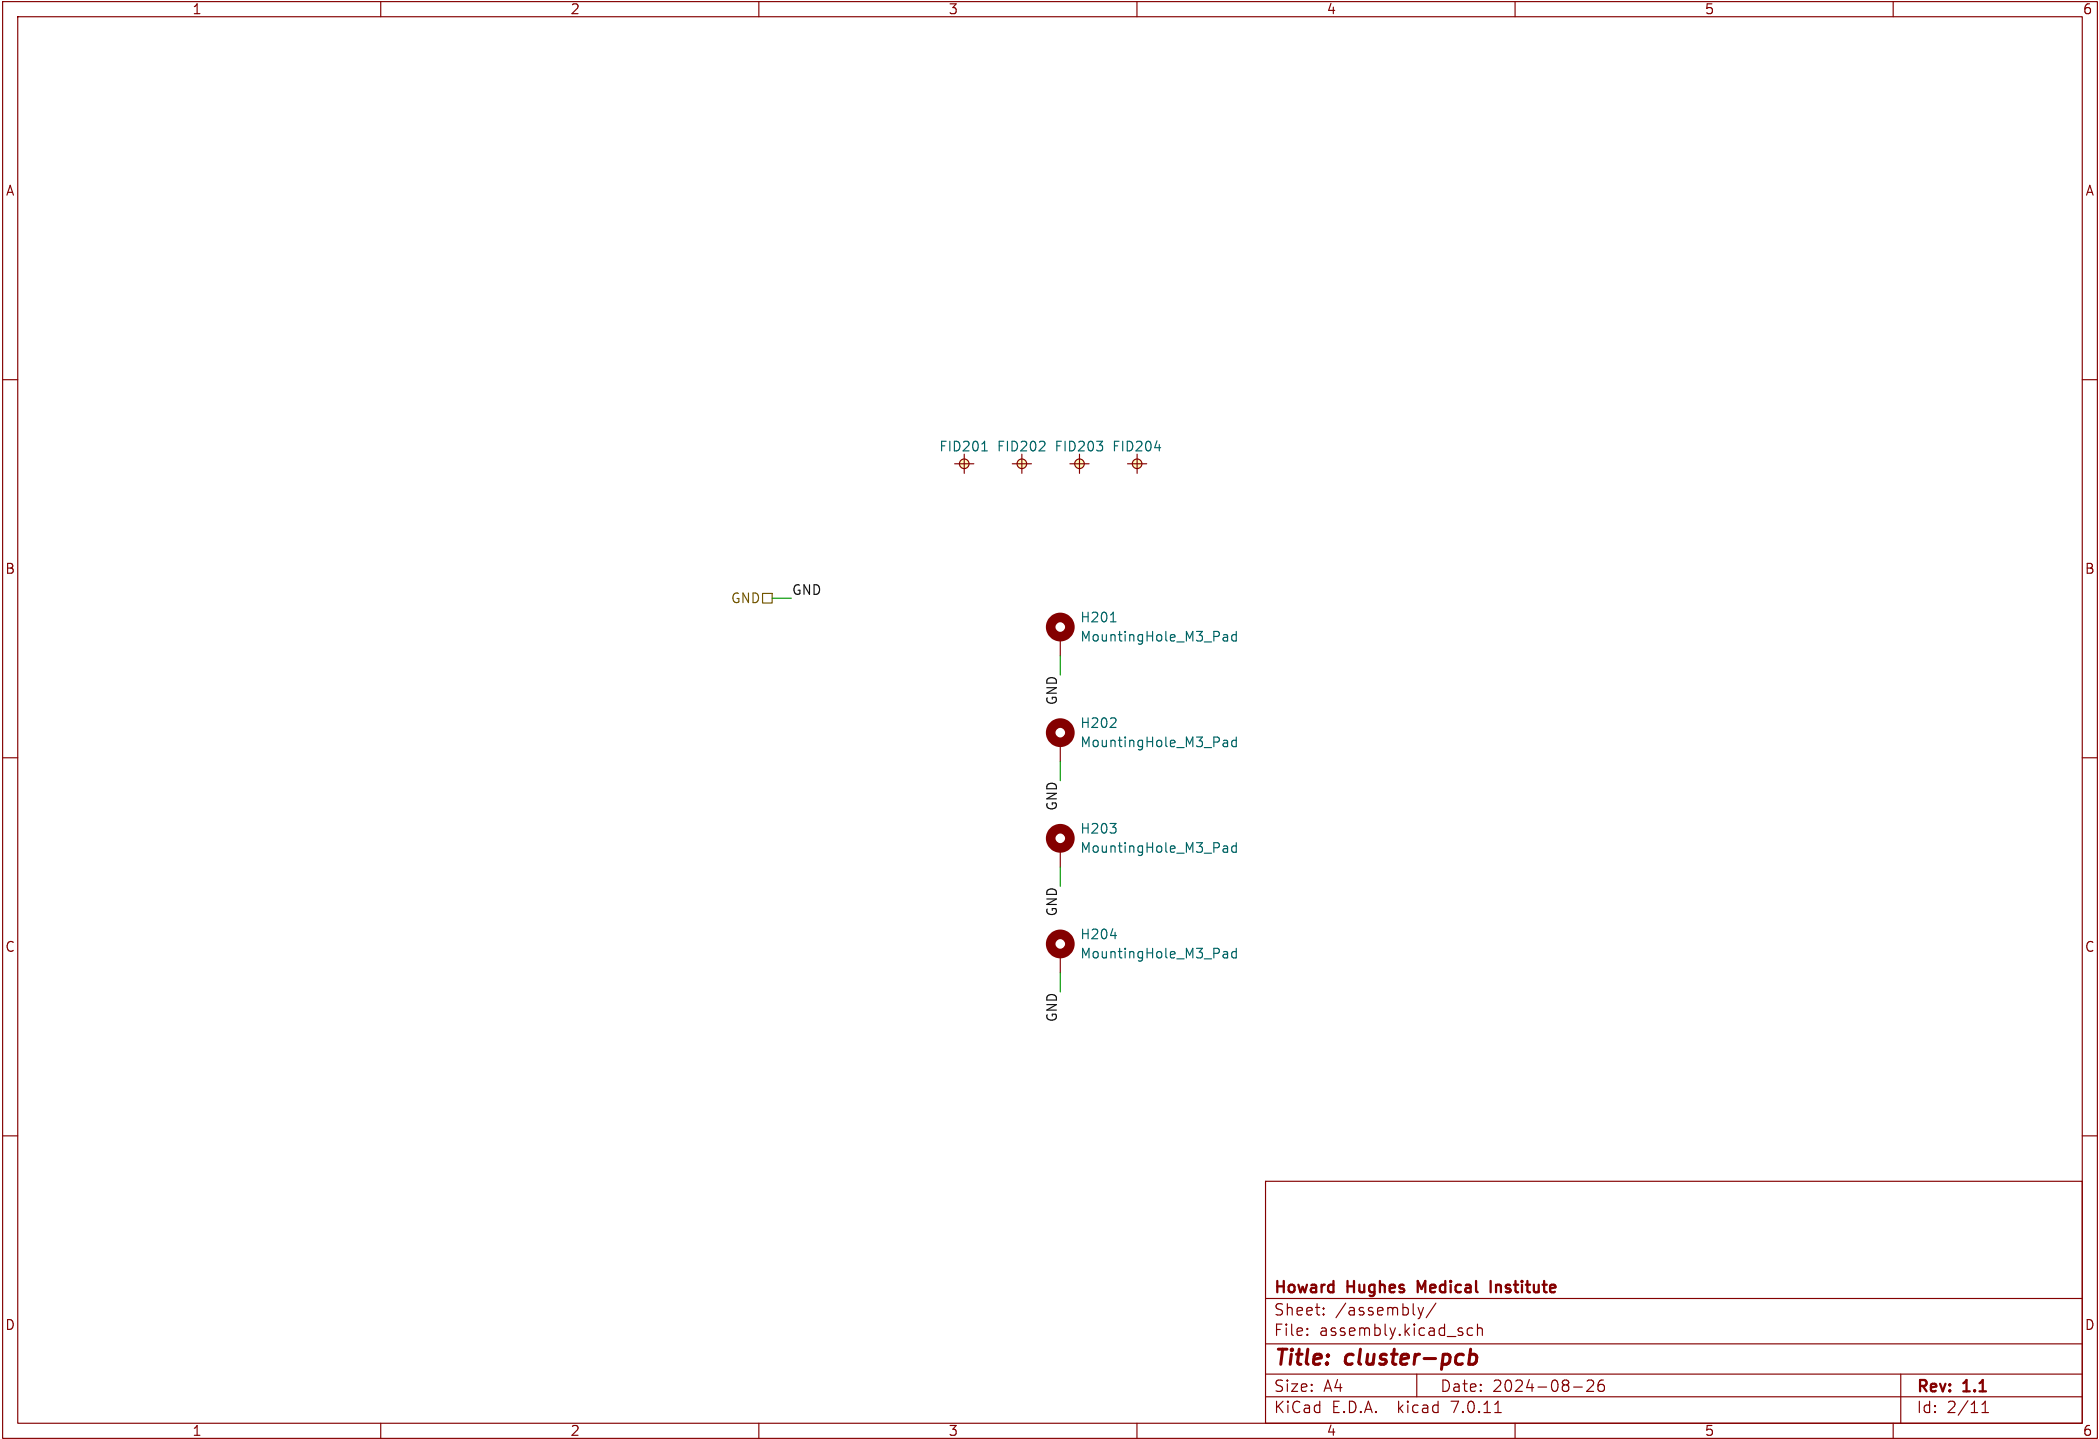 1 2 3 4 5 6
A A
FID201 FID202 FID203 FID204
B B
GND GND
H201
MountingHole_M3_Pad
GND
H202
MountingHole_M3_Pad
GND
H203
MountingHole_M3_Pad
GND
H204
MountingHole_M3_Pad
GND
C C
Howard Hughes Medical Institute
Sheet: /assembly/
File: assembly.kicad_sch
D D
Title: cluster-pcb
Size: A4 Date: 2024-08-26 Rev: 1.1
KiCad E.D.A. kicad 7.0.11 Id: 2/11
1 2 3 4 5 6